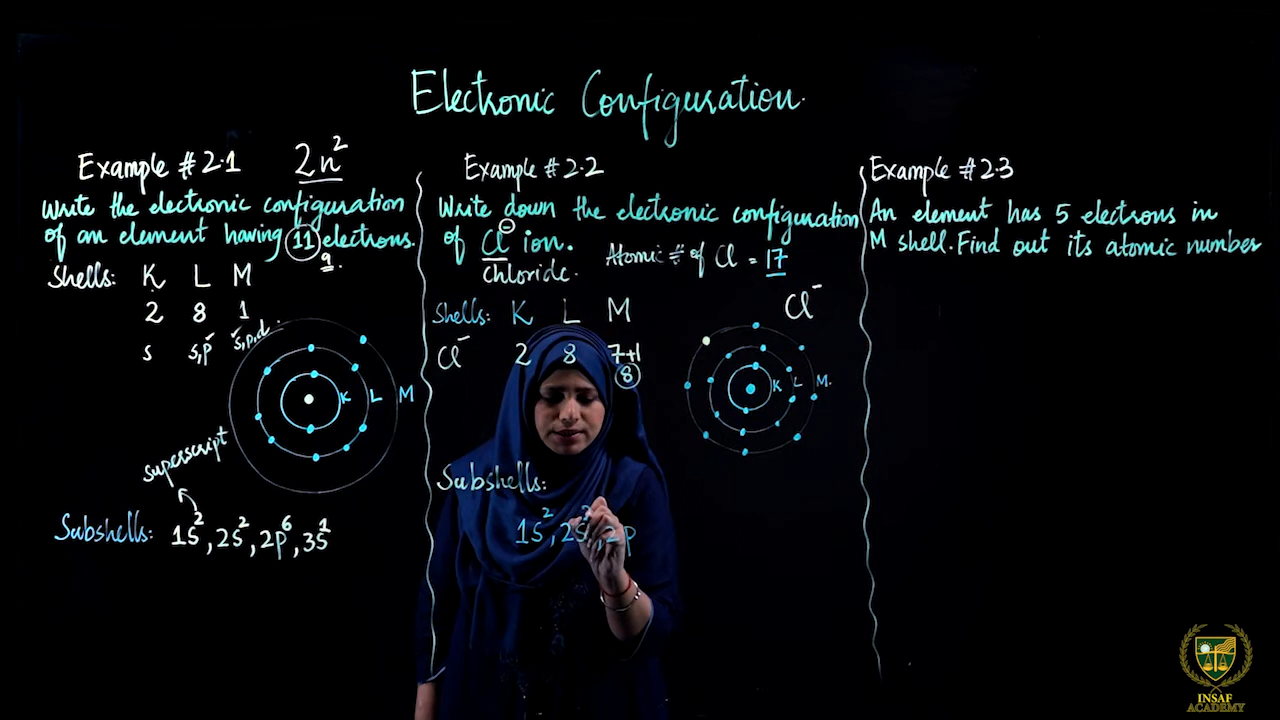 Electronic Configuration.
Example # 2.1 2n²
Write the electronic configuration
of an element having 11 electrons.
9.
Shells: K L M
2 8 1
s s,p s,p,d
K L M
superscript
Subshells: 1s², 2s², 2p⁶, 3s¹
Example # 2.2
Write down the electronic configuration
of Cl⁻ ion. Atomic # of Cl = 17
Chloride.
Shells: K L M
Cl⁻ 2 8 7+1
8
Cl⁻
K L M.
Subshells:
1s², 2s², 2p
Example # 2.3
An element has 5 electrons in
M shell. Find out its atomic number
INSAF
ACADEMY